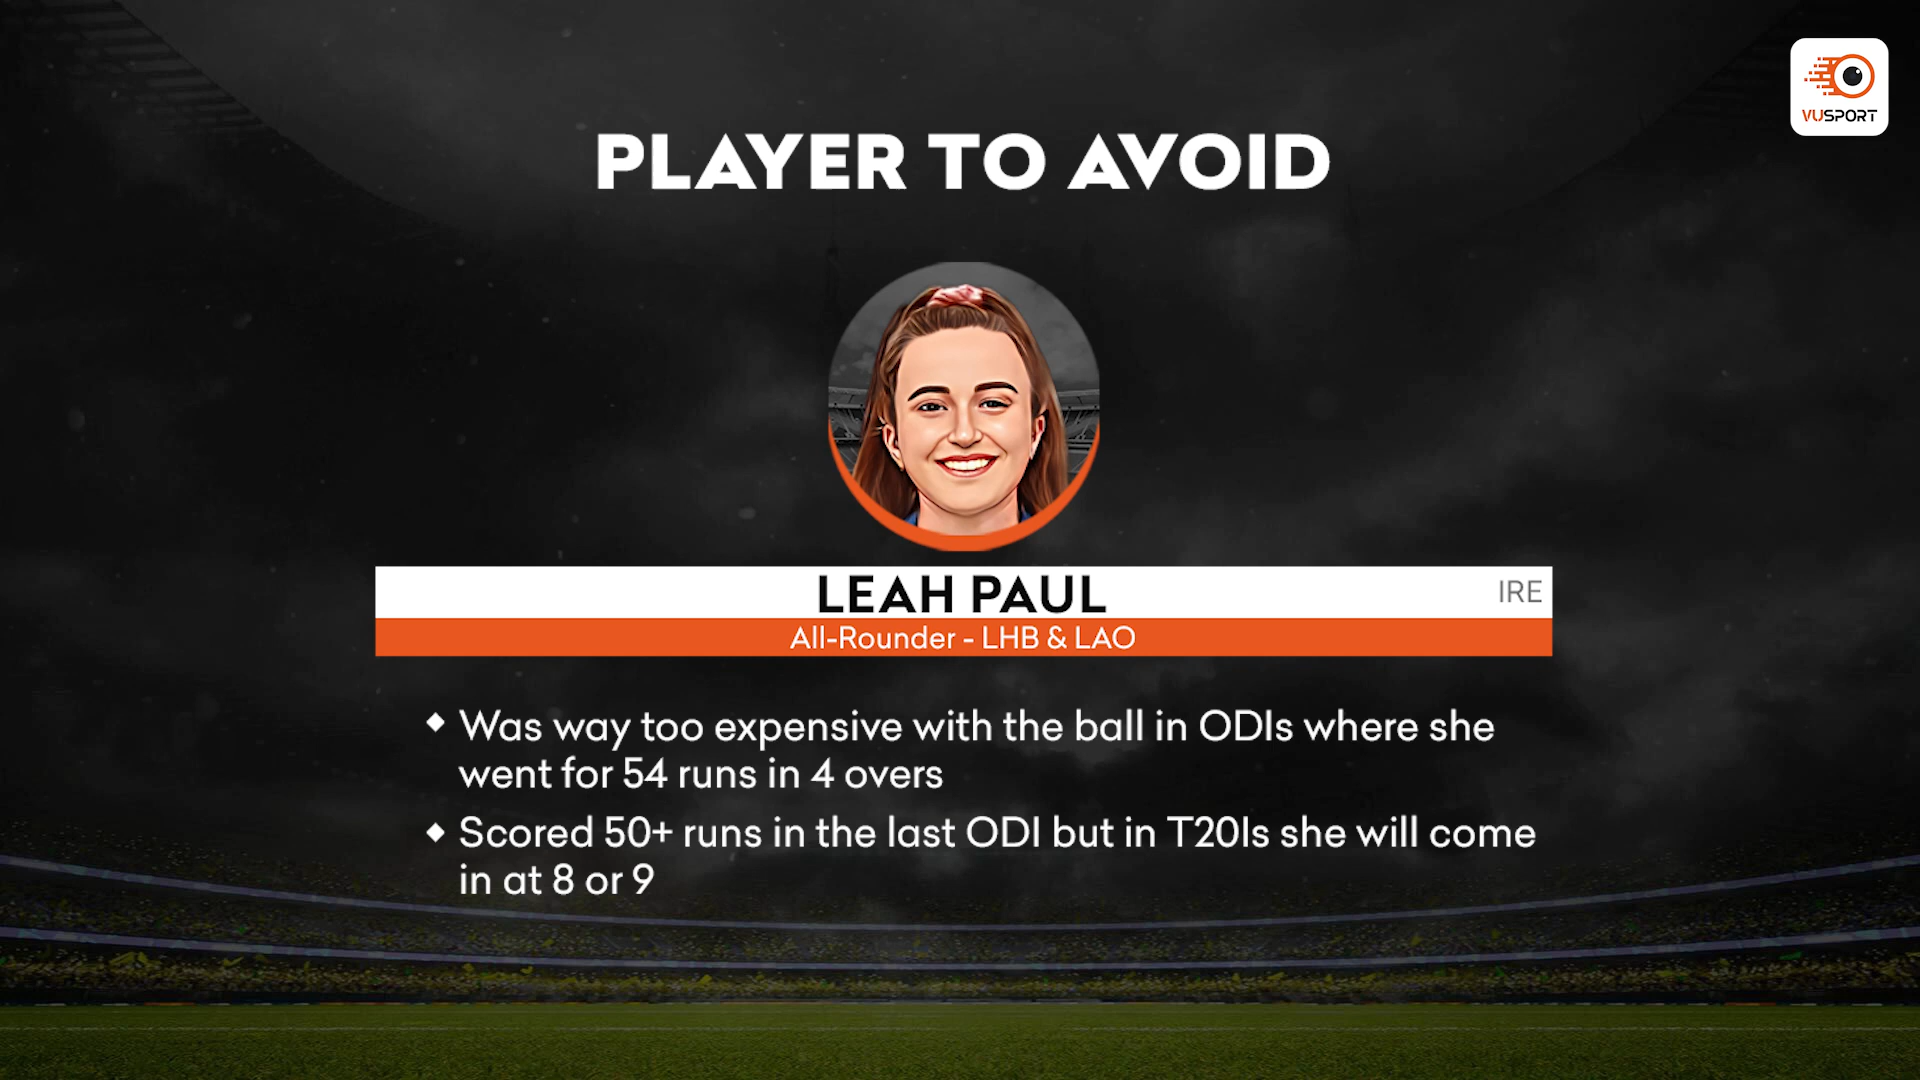 VUSPORT
PLAYER TO AVOID
LEAH PAUL
IRE
All-Rounder - LHB & LAO
◆ Was way too expensive with the ball in ODIs where she
went for 54 runs in 4 overs
◆ Scored 50+ runs in the last ODI but in T20Is she will come
in at 8 or 9